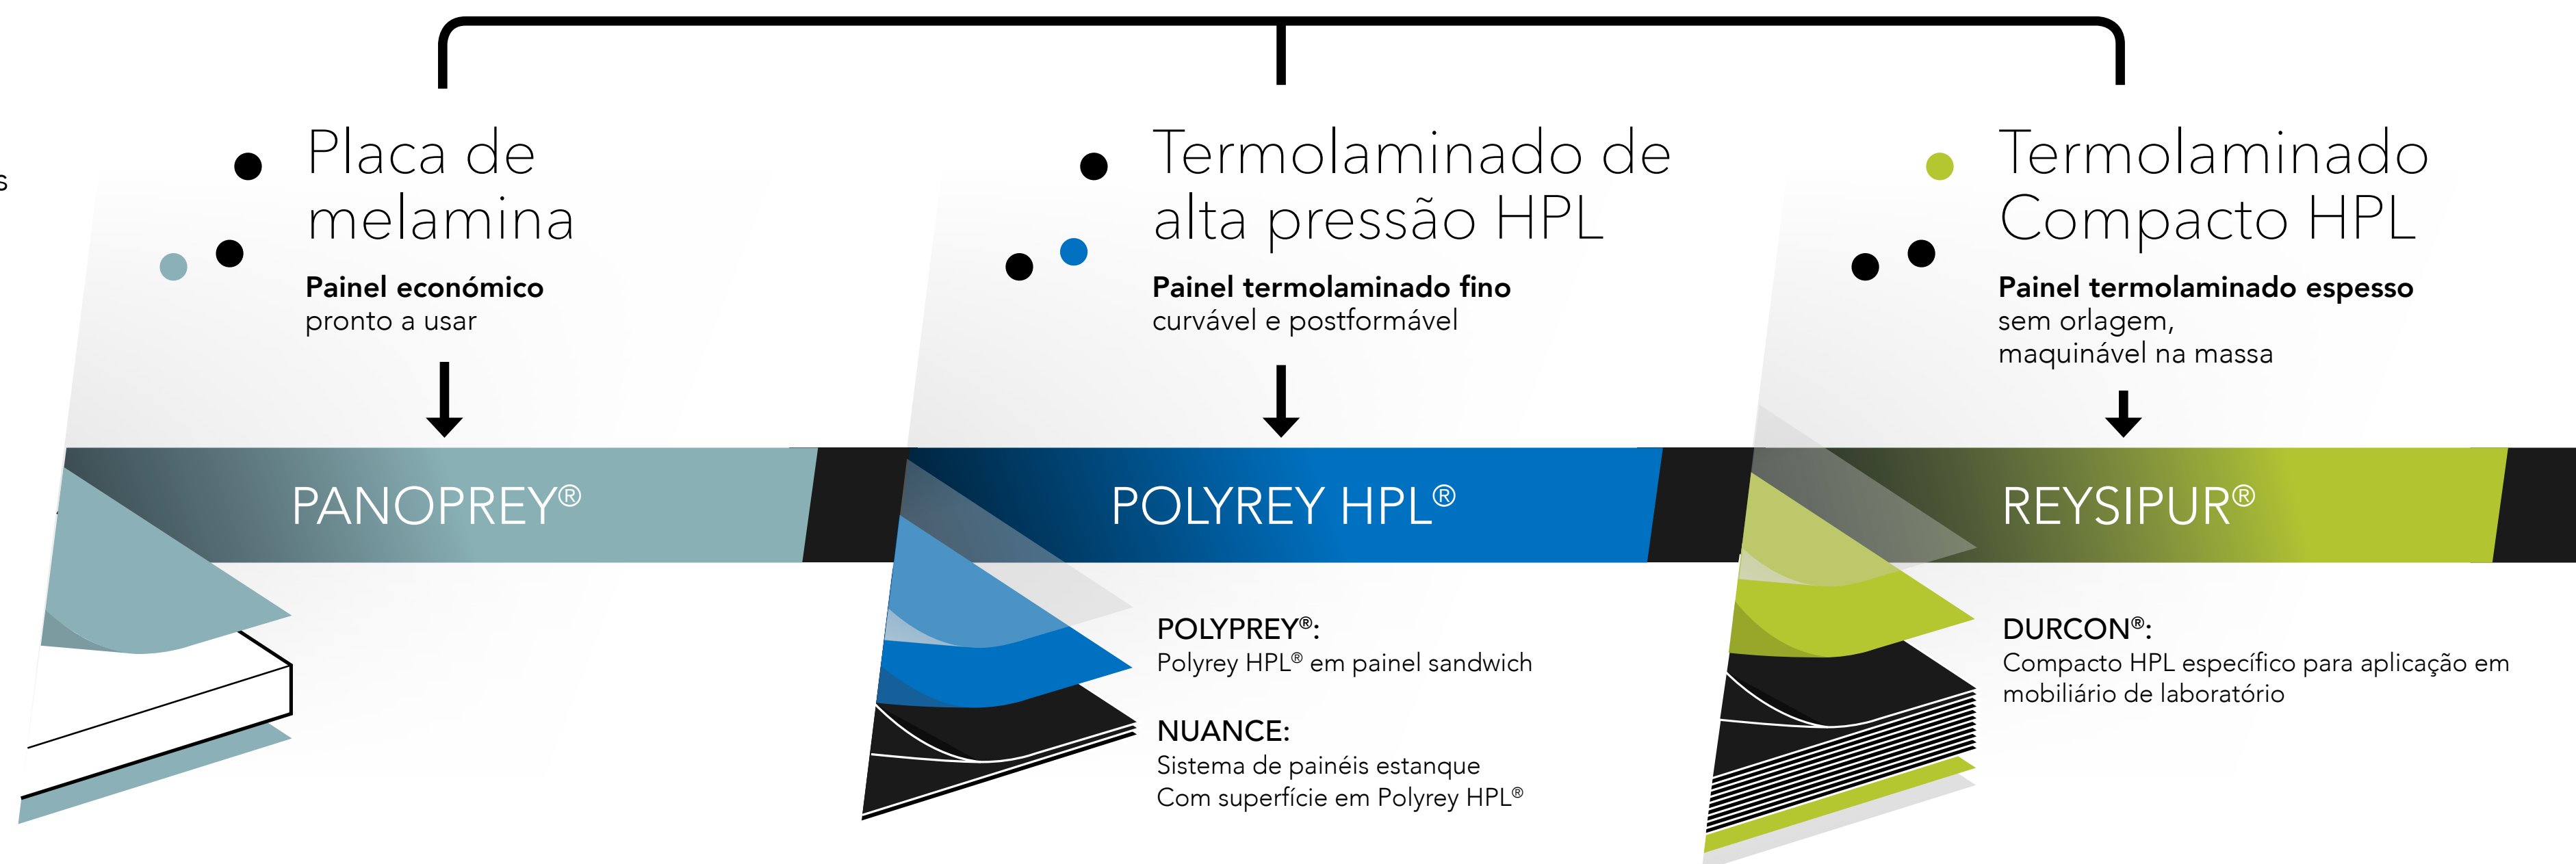 s
Placa de
melamina
Painel económico
pronto a usar
PANOPREY®
Termolaminado de
alta pressão HPL
Painel termolaminado fino
curvável e postformável
POLYREY HPL®
POLYPREY®:
Polyrey HPL® em painel sandwich
NUANCE:
Sistema de painéis estanque
Com superfície em Polyrey HPL®
Termolaminado
Compacto HPL
Painel termolaminado espesso
sem orlagem,
maquinável na massa
REYSIPUR®
DURCON®:
Compacto HPL específico para aplicação em
mobiliário de laboratório